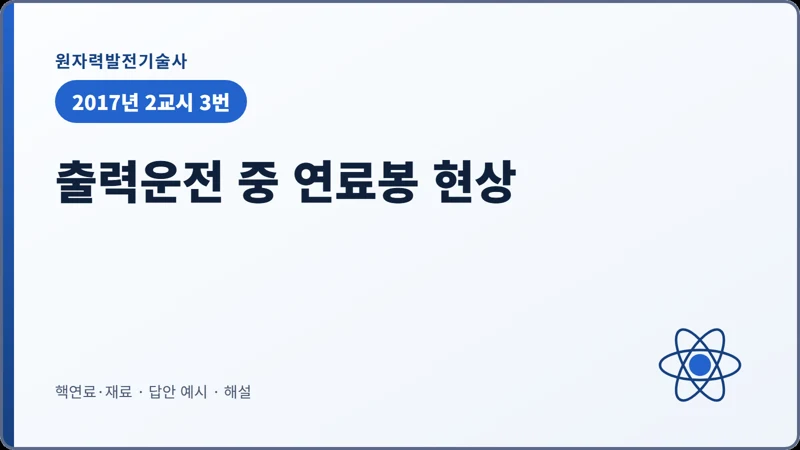 원자력발전기술사
2017년 2교시 3번
출력운전 중 연료봉 현상
핵연료·재료 · 답안 예시 · 해설